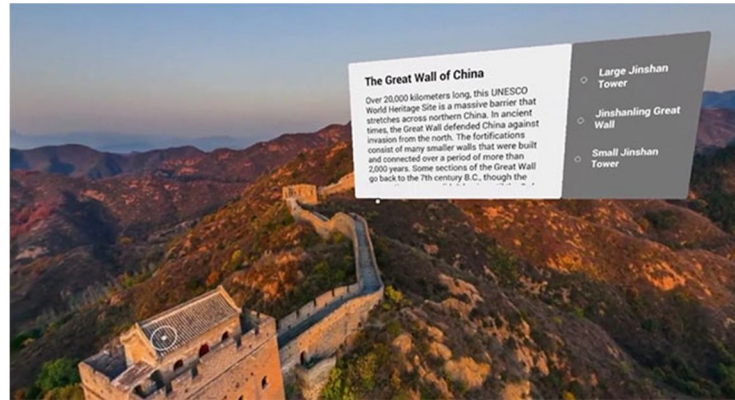 The Great Wall of China
Over 20,000 kilometers long, this UNESCO
World Heritage Site is a massive barrier that
stretches across northern China. In ancient
times, the Great Wall defended China against
invasion from the north. The fortifications
consist of many smaller walls that were built
and connected over a period of more than
2,000 years. Some sections of the Great Wall
go back to the 7th century B.C., though the
Large Jinshan
Tower
Jinshanling Great
Wall
Small Jinshan
Tower